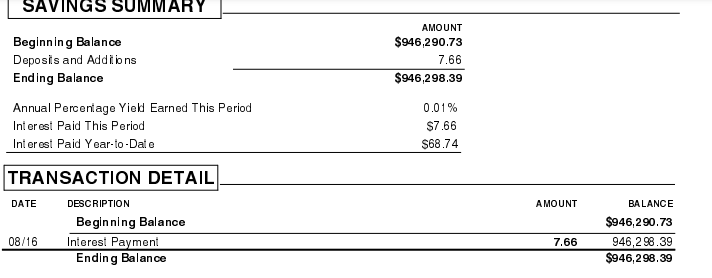 SAVINGS SUMMARY
AMOUNT
Beginning Balance $946,290.73
Deposits and Additions 7.66
Ending Balance $946,298.39
Annual Percentage Yield Earned This Period 0.01%
Interest Paid This Period $7.66
Interest Paid Year-to-Date $68.74
TRANSACTION DETAIL
DATE DESCRIPTION AMOUNT BALANCE
Beginning Balance $946,290.73
08/16 Interest Payment 7.66 946,298.39
Ending Balance $946,298.39